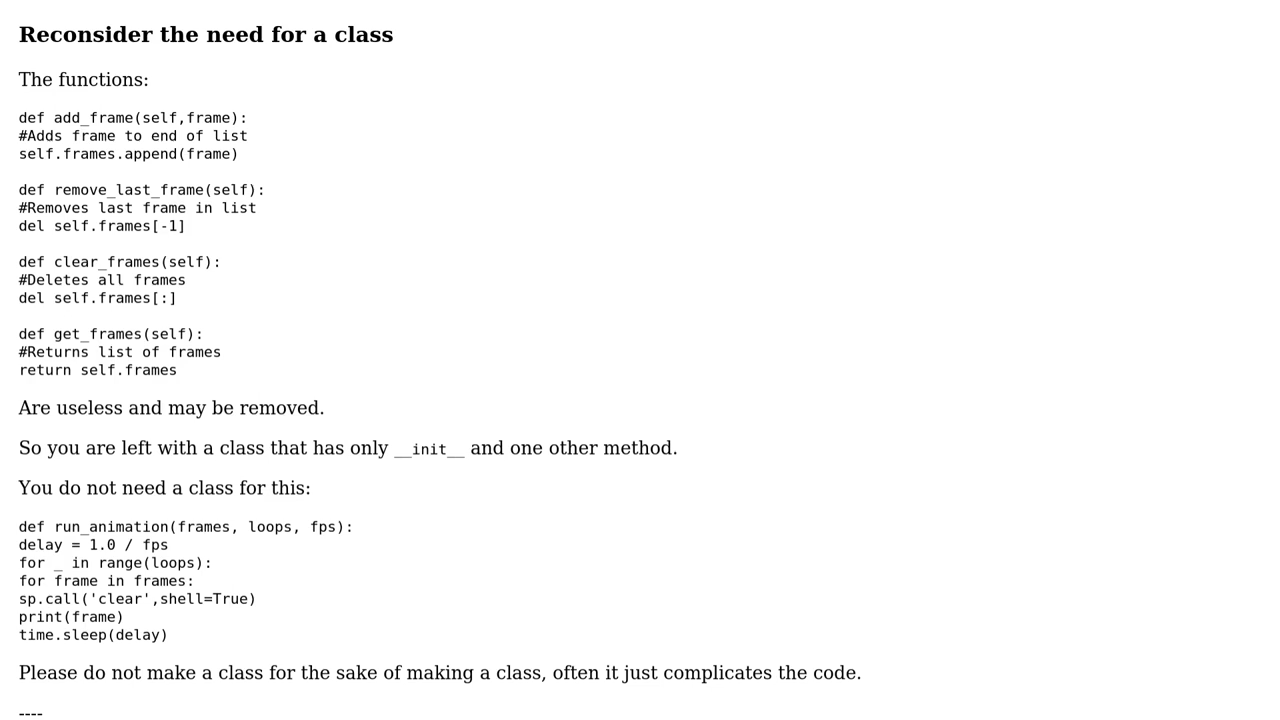 Reconsider the need for a class
The functions:
def add_frame(self,frame):
#Adds frame to end of list
self.frames.append(frame)
def remove_last_frame(self):
#Removes last frame in list
del self.frames[-1]
def clear_frames(self):
#Deletes all frames
del self.frames[:]
def get_frames(self):
#Returns list of frames
return self.frames
Are useless and may be removed.
So you are left with a class that has only __init__ and one other method.
You do not need a class for this:
def run_animation(frames, loops, fps):
delay = 1.0 / fps
for _ in range(loops):
for frame in frames:
sp.call('clear',shell=True)
print(frame)
time.sleep(delay)
Please do not make a class for the sake of making a class, often it just complicates the code.
----